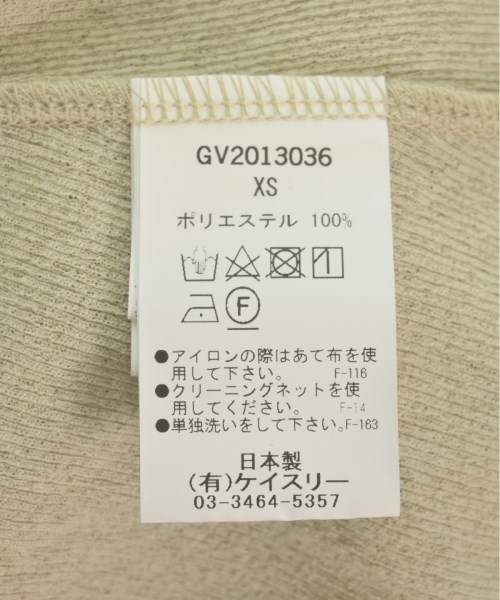 GV2013036
XS
ポリエステル 100%
F
●アイロンの際はあて布を使
用して下さい。 F-116
●クリーニングネットを使
用してください。 F-14
●単独洗いをして下さい。F-163
日本製
(有)ケイスリー
03-3464-5357